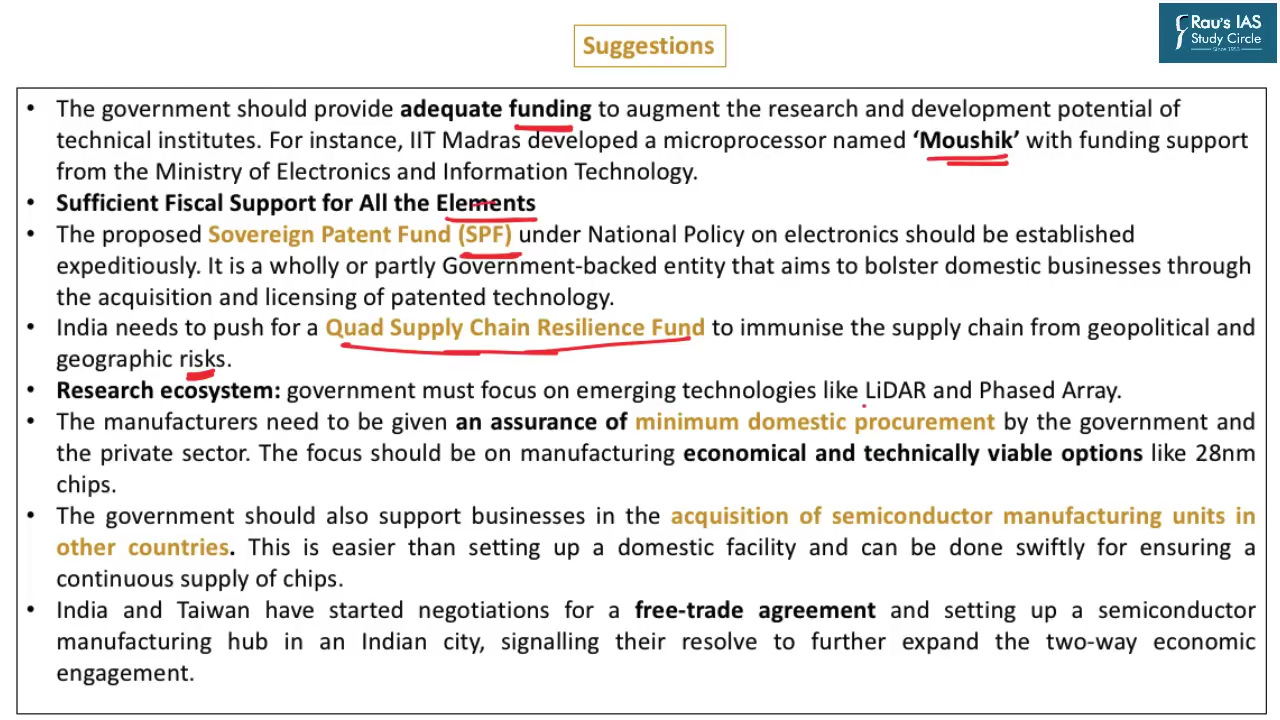 Suggestions
Rau's IAS
Study Circle
Since 1953
• The government should provide adequate funding to augment the research and development potential of
technical institutes. For instance, IIT Madras developed a microprocessor named ‘Moushik’ with funding support
from the Ministry of Electronics and Information Technology.
• Sufficient Fiscal Support for All the Elements
• The proposed Sovereign Patent Fund (SPF) under National Policy on electronics should be established
expeditiously. It is a wholly or partly Government-backed entity that aims to bolster domestic businesses through
the acquisition and licensing of patented technology.
• India needs to push for a Quad Supply Chain Resilience Fund to immunise the supply chain from geopolitical and
geographic risks.
• Research ecosystem: government must focus on emerging technologies like LiDAR and Phased Array.
• The manufacturers need to be given an assurance of minimum domestic procurement by the government and
the private sector. The focus should be on manufacturing economical and technically viable options like 28nm
chips.
• The government should also support businesses in the acquisition of semiconductor manufacturing units in
other countries. This is easier than setting up a domestic facility and can be done swiftly for ensuring a
continuous supply of chips.
• India and Taiwan have started negotiations for a free-trade agreement and setting up a semiconductor
manufacturing hub in an Indian city, signalling their resolve to further expand the two-way economic
engagement.